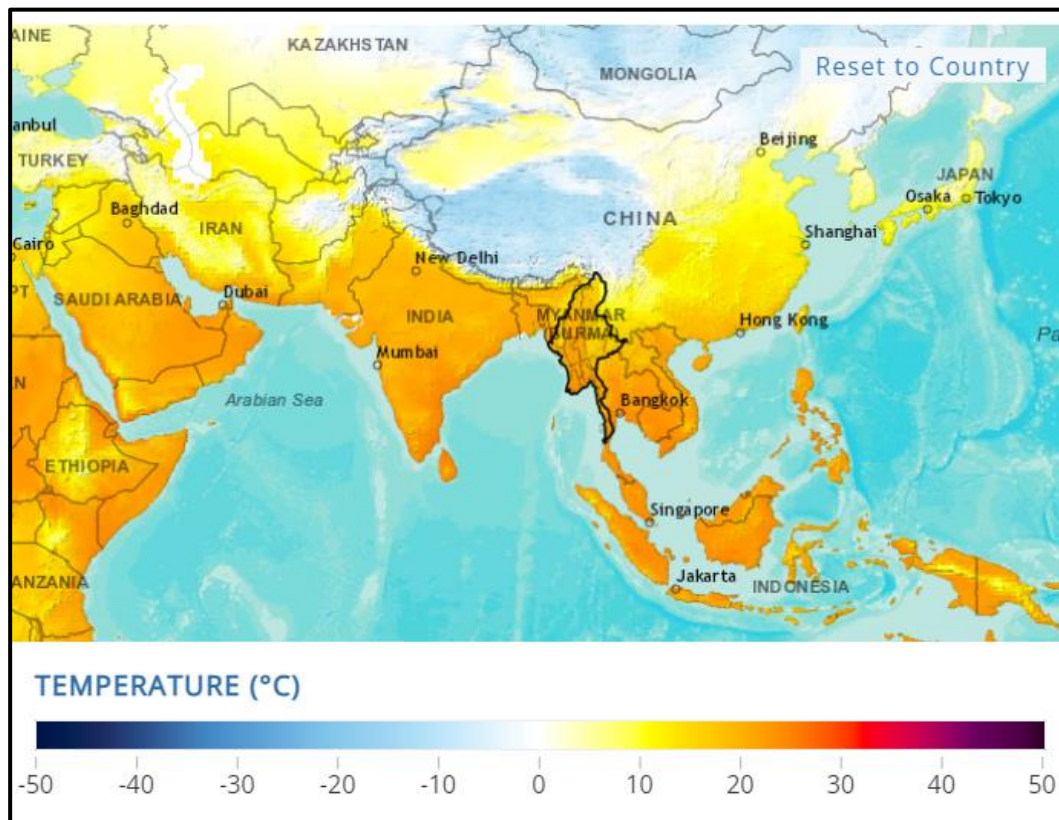 AINE
KAZAKHSTAN
MONGOLIA
Reset to Country
anbul
TURKEY
Beijing
JAPAN
Osaka
Tokyo
Baghdad
IRAN
CHINA
Shanghai
Cairo
New Delhi
PT
SAUDI ARABIA
Dubai
INDIA
MYANMAR
(BURMA)
Hong Kong
Pa
Mumbai
AN
Arabian Sea
Bangkok
ETHIOPIA
Singapore
ANZANIA
Jakarta
INDONESIA
TEMPERATURE (°C)
-50 -40 -30 -20 -10 0 10 20 30 40 50